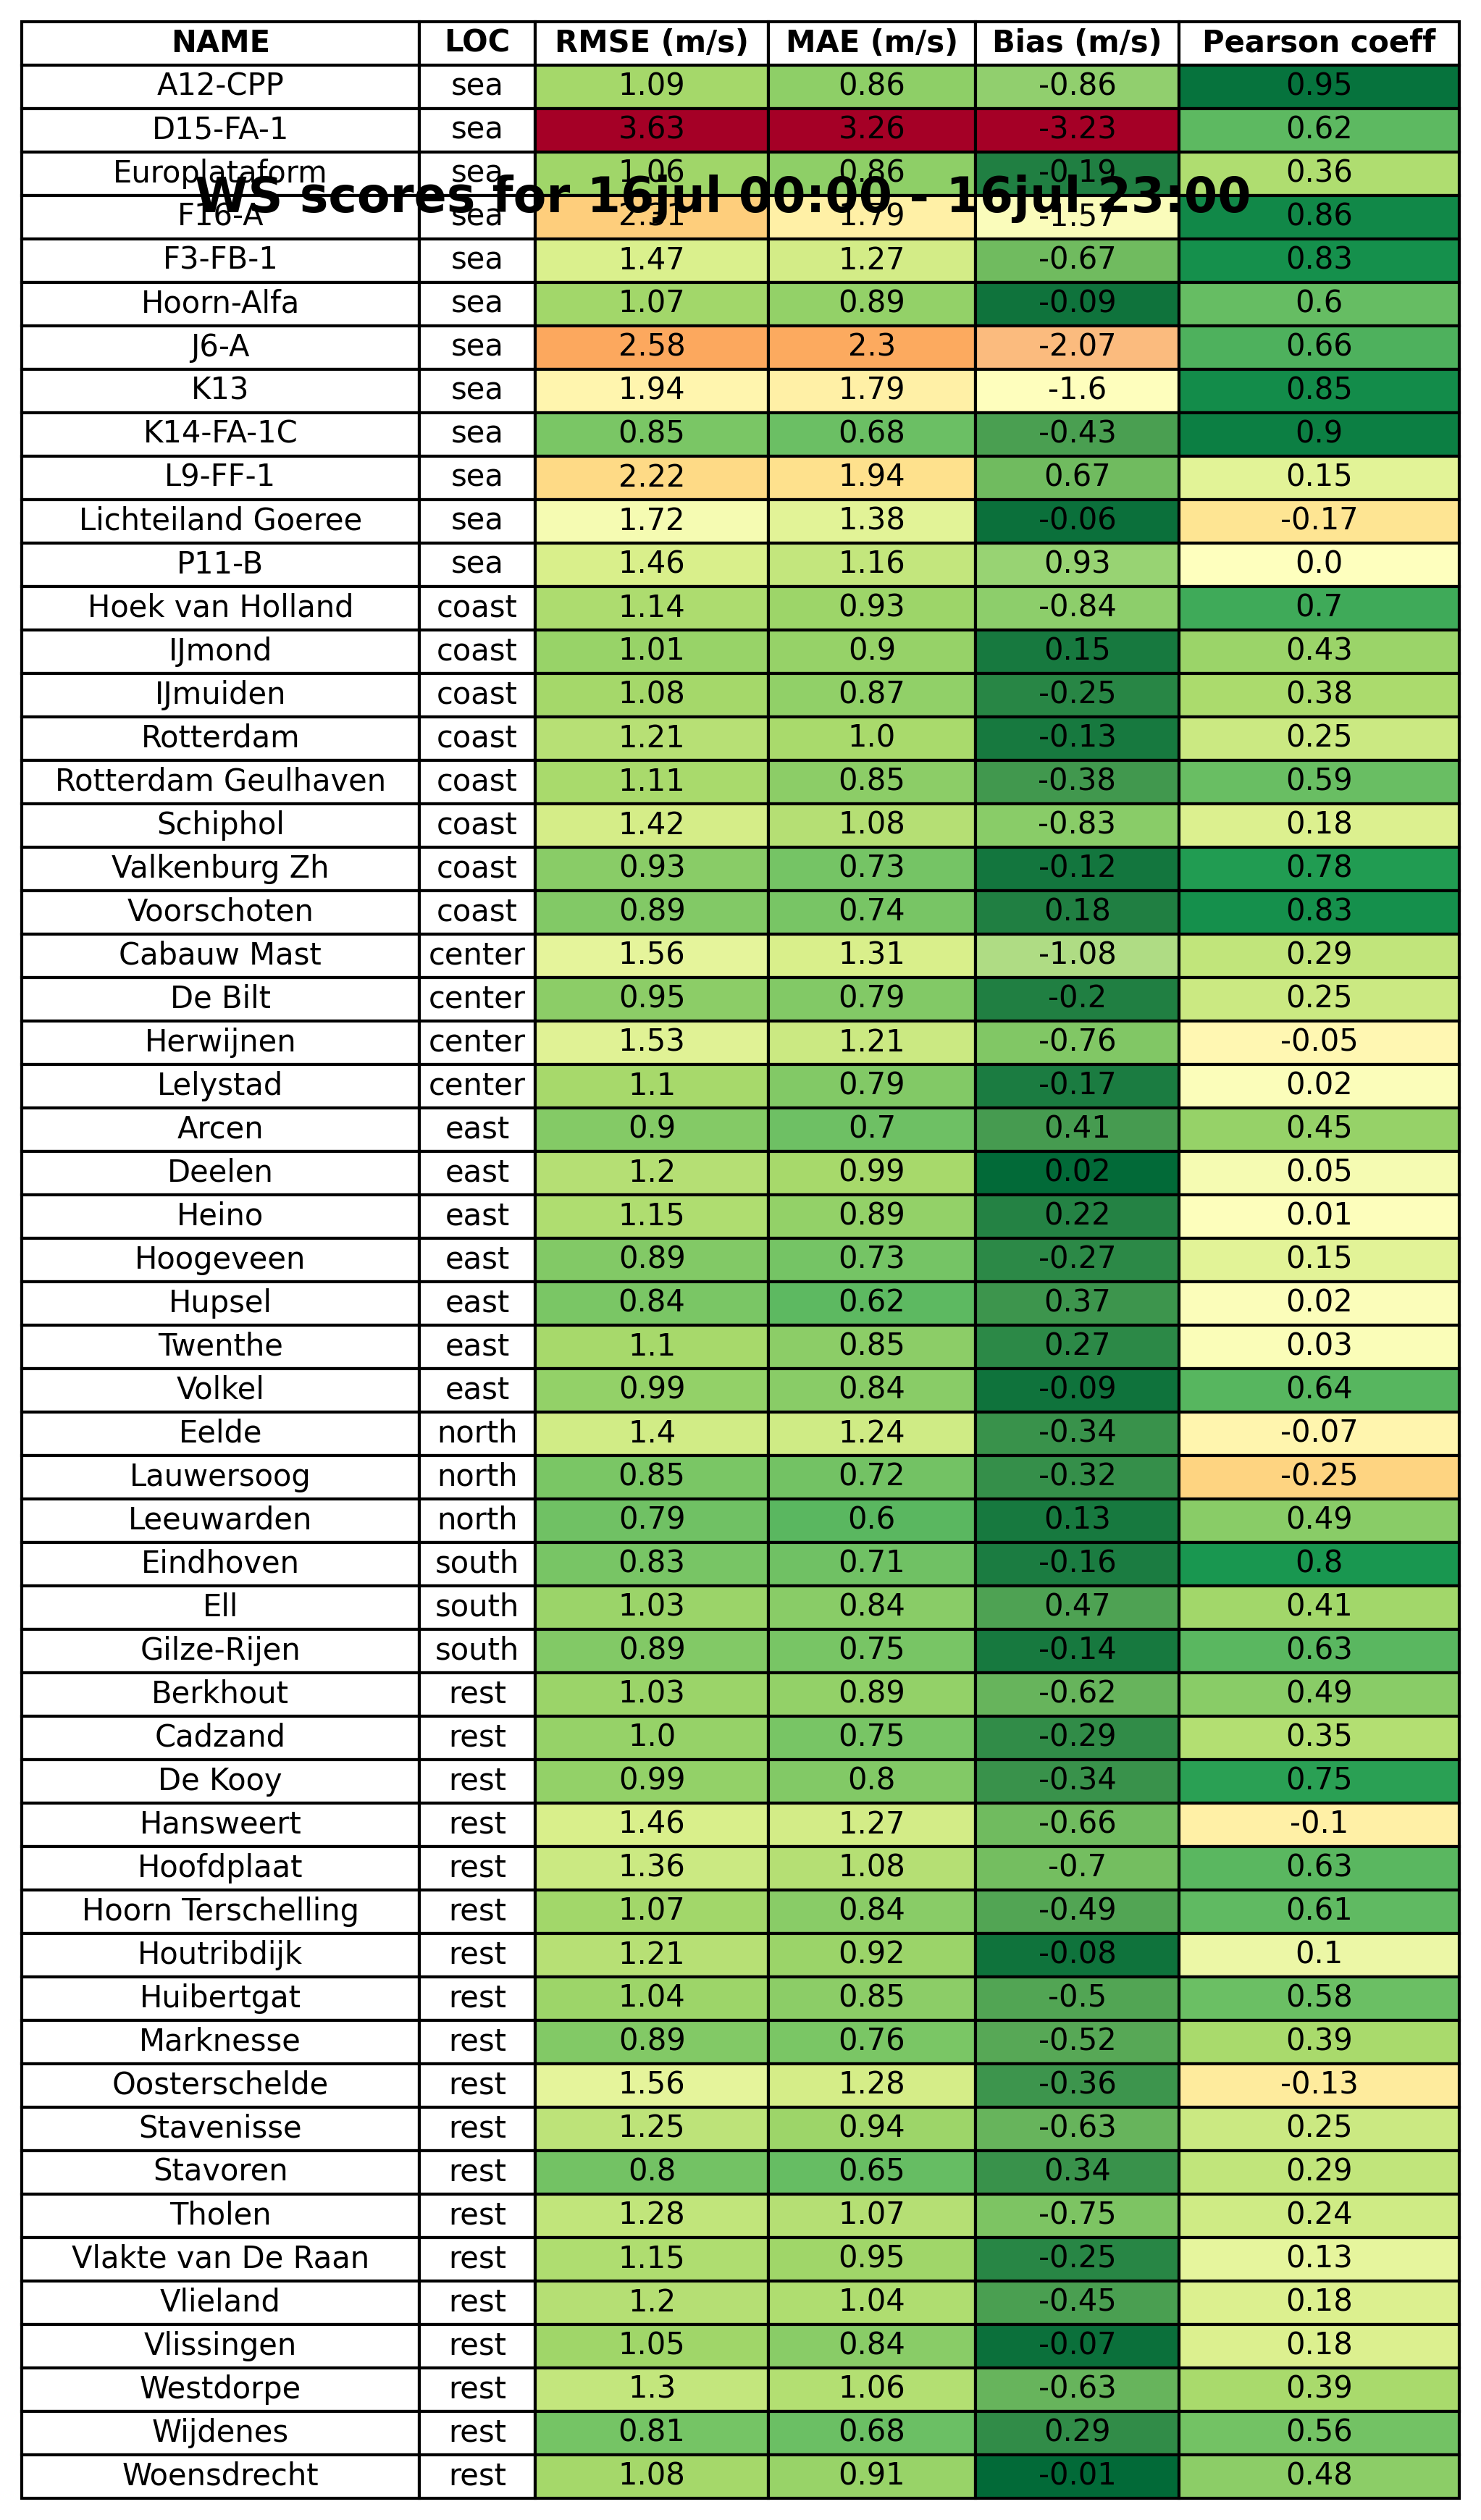 NAME LOC RMSE (m/s) MAE (m/s) Bias (m/s) Pearson coeff
A12-CPP sea 1.09 0.86 -0.86 0.95
D15-FA-1 sea 3.63 3.26 -3.23 0.62
Europlataform sea 1.06 0.86 -0.19 0.36
WS scores for 16jul 00:00 - 16jul 23:00
F16-A sea 2.31 1.79 -1.57 0.86
F3-FB-1 sea 1.47 1.27 -0.67 0.83
Hoorn-Alfa sea 1.07 0.89 -0.09 0.6
J6-A sea 2.58 2.3 -2.07 0.66
K13 sea 1.94 1.79 -1.6 0.85
K14-FA-1C sea 0.85 0.68 -0.43 0.9
L9-FF-1 sea 2.22 1.94 0.67 0.15
Lichteiland Goeree sea 1.72 1.38 -0.06 -0.17
P11-B sea 1.46 1.16 0.93 0.0
Hoek van Holland coast 1.14 0.93 -0.84 0.7
IJmond coast 1.01 0.9 0.15 0.43
IJmuiden coast 1.08 0.87 -0.25 0.38
Rotterdam coast 1.21 1.0 -0.13 0.25
Rotterdam Geulhaven coast 1.11 0.85 -0.38 0.59
Schiphol coast 1.42 1.08 -0.83 0.18
Valkenburg Zh coast 0.93 0.73 -0.12 0.78
Voorschoten coast 0.89 0.74 0.18 0.83
Cabauw Mast center 1.56 1.31 -1.08 0.29
De Bilt center 0.95 0.79 -0.2 0.25
Herwijnen center 1.53 1.21 -0.76 -0.05
Lelystad center 1.1 0.79 -0.17 0.02
Arcen east 0.9 0.7 0.41 0.45
Deelen east 1.2 0.99 0.02 0.05
Heino east 1.15 0.89 0.22 0.01
Hoogeveen east 0.89 0.73 -0.27 0.15
Hupsel east 0.84 0.62 0.37 0.02
Twenthe east 1.1 0.85 0.27 0.03
Volkel east 0.99 0.84 -0.09 0.64
Eelde north 1.4 1.24 -0.34 -0.07
Lauwersoog north 0.85 0.72 -0.32 -0.25
Leeuwarden north 0.79 0.6 0.13 0.49
Eindhoven south 0.83 0.71 -0.16 0.8
Ell south 1.03 0.84 0.47 0.41
Gilze-Rijen south 0.89 0.75 -0.14 0.63
Berkhout rest 1.03 0.89 -0.62 0.49
Cadzand rest 1.0 0.75 -0.29 0.35
De Kooy rest 0.99 0.8 -0.34 0.75
Hansweert rest 1.46 1.27 -0.66 -0.1
Hoofdplaat rest 1.36 1.08 -0.7 0.63
Hoorn Terschelling rest 1.07 0.84 -0.49 0.61
Houtribdijk rest 1.21 0.92 -0.08 0.1
Huibertgat rest 1.04 0.85 -0.5 0.58
Marknesse rest 0.89 0.76 -0.52 0.39
Oosterschelde rest 1.56 1.28 -0.36 -0.13
Stavenisse rest 1.25 0.94 -0.63 0.25
Stavoren rest 0.8 0.65 0.34 0.29
Tholen rest 1.28 1.07 -0.75 0.24
Vlakte van De Raan rest 1.15 0.95 -0.25 0.13
Vlieland rest 1.2 1.04 -0.45 0.18
Vlissingen rest 1.05 0.84 -0.07 0.18
Westdorpe rest 1.3 1.06 -0.63 0.39
Wijdenes rest 0.81 0.68 0.29 0.56
Woensdrecht rest 1.08 0.91 -0.01 0.48